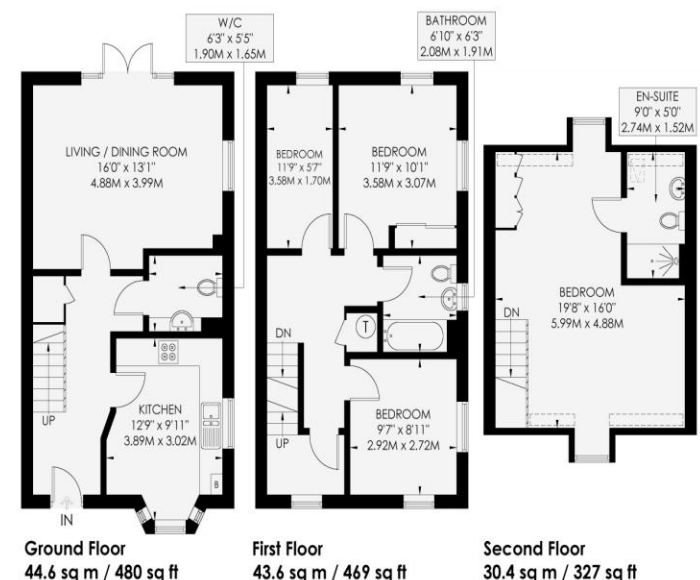 W/C
6'3" x 5'5"
1.90M x 1.65M
BATHROOM
6'10" x 6'3"
2.08M x 1.91M
EN-SUITE
9'0" x 5'0"
2.74M x 1.52M
LIVING / DINING ROOM
16'0" x 13'1"
4.88M x 3.99M
BEDROOM
11'9" x 5'7"
3.58M x 1.70M
BEDROOM
11'9" x 10'1"
3.58M x 3.07M
BEDROOM
19'8" x 16'0"
5.99M x 4.88M
DN
DN
T
UP
UP
KITCHEN
12'9" x 9'11"
3.89M x 3.02M
B
BEDROOM
9'7" x 8'11"
2.92M x 2.72M
IN
Ground Floor
44.6 sq m / 480 sq ft
First Floor
43.6 sq m / 469 sq ft
Second Floor
30.4 sq m / 327 sq ft